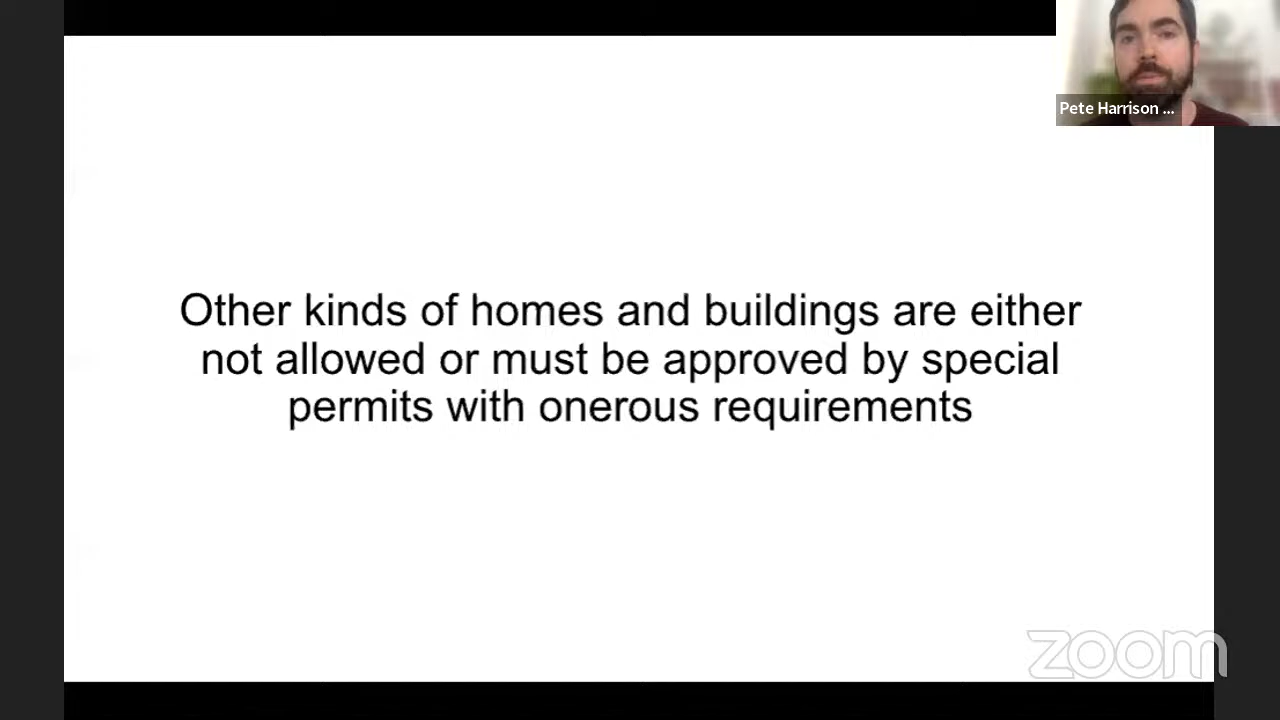 Pete Harrison ...
Other kinds of homes and buildings are either
not allowed or must be approved by special
permits with onerous requirements
zoom